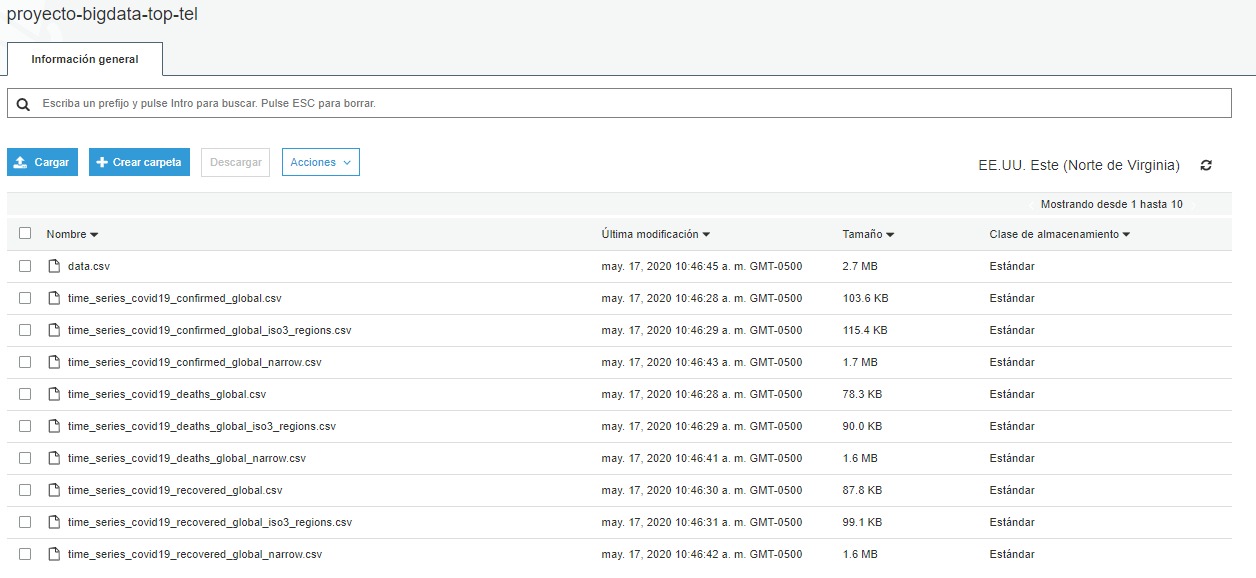 proyecto-bigdata-top-tel
Información general
Escriba un prefijo y pulse Intro para buscar. Pulse ESC para borrar.
Cargar Crear carpeta Descargar Acciones
EE.UU. Este (Norte de Virginia)
Mostrando desde 1 hasta 10
Nombre Última modificación Tamaño Clase de almacenamiento
data.csv may. 17, 2020 10:46:45 a. m. GMT-0500 2.7 MB Estándar
time_series_covid19_confirmed_global.csv may. 17, 2020 10:46:28 a. m. GMT-0500 103.6 KB Estándar
time_series_covid19_confirmed_global_iso3_regions.csv may. 17, 2020 10:46:29 a. m. GMT-0500 115.4 KB Estándar
time_series_covid19_confirmed_global_narrow.csv may. 17, 2020 10:46:43 a. m. GMT-0500 1.7 MB Estándar
time_series_covid19_deaths_global.csv may. 17, 2020 10:46:28 a. m. GMT-0500 78.3 KB Estándar
time_series_covid19_deaths_global_iso3_regions.csv may. 17, 2020 10:46:29 a. m. GMT-0500 90.0 KB Estándar
time_series_covid19_deaths_global_narrow.csv may. 17, 2020 10:46:41 a. m. GMT-0500 1.6 MB Estándar
time_series_covid19_recovered_global.csv may. 17, 2020 10:46:30 a. m. GMT-0500 87.8 KB Estándar
time_series_covid19_recovered_global_iso3_regions.csv may. 17, 2020 10:46:31 a. m. GMT-0500 99.1 KB Estándar
time_series_covid19_recovered_global_narrow.csv may. 17, 2020 10:46:42 a. m. GMT-0500 1.6 MB Estándar